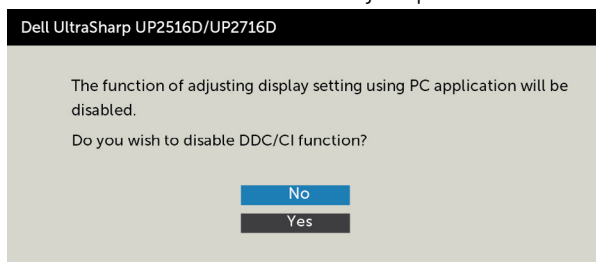 Dell UltraSharp UP2516D/UP2716D
The function of adjusting display setting using PC application will be
disabled.
Do you wish to disable DDC/CI function?
No
Yes